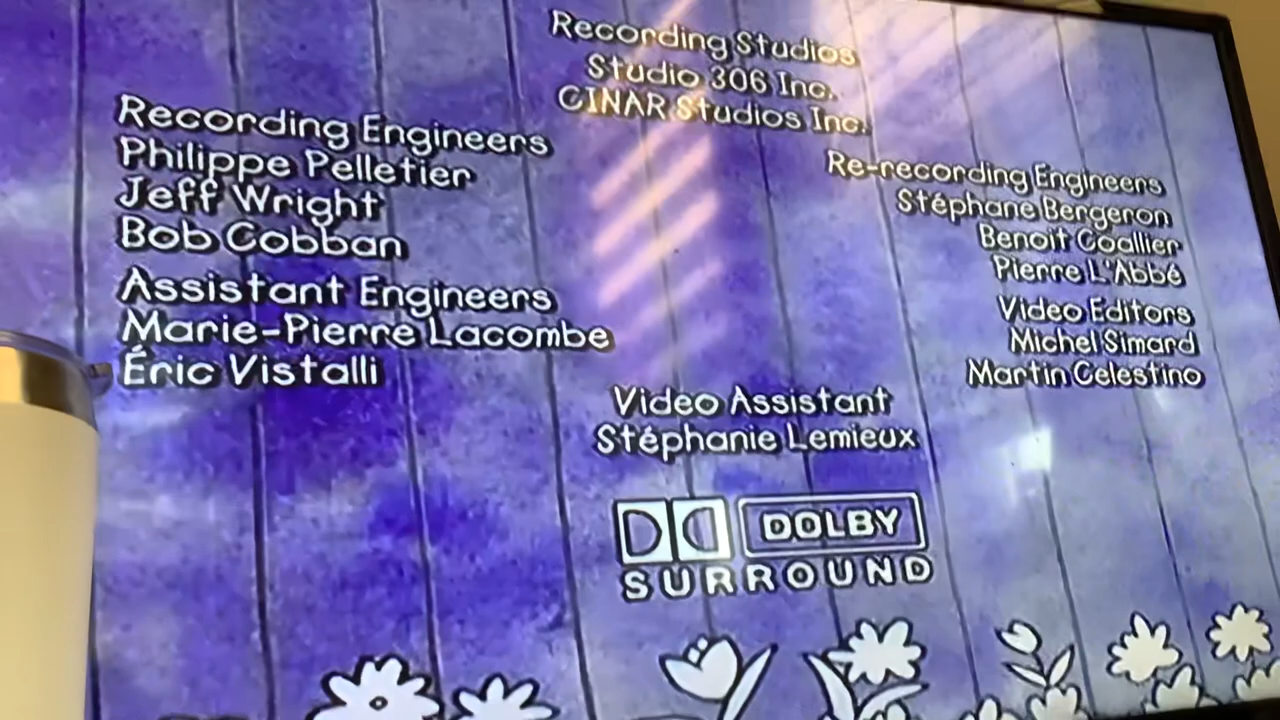 Recording Studios
Studio 306 Inc.
CINAR Studios Inc.
Recording Engineers
Philippe Pelletier
Jeff Wright
Bob Cobban
Assistant Engineers
Marie-Pierre Lacombe
Éric Vistalli
Re-recording Engineers
Stéphane Bergeron
Benoit Coallier
Pierre L'Abbé
Video Editors
Michel Simard
Martin Celestino
Video Assistant
Stéphanie Lemieux
DOLBY
SURROUND